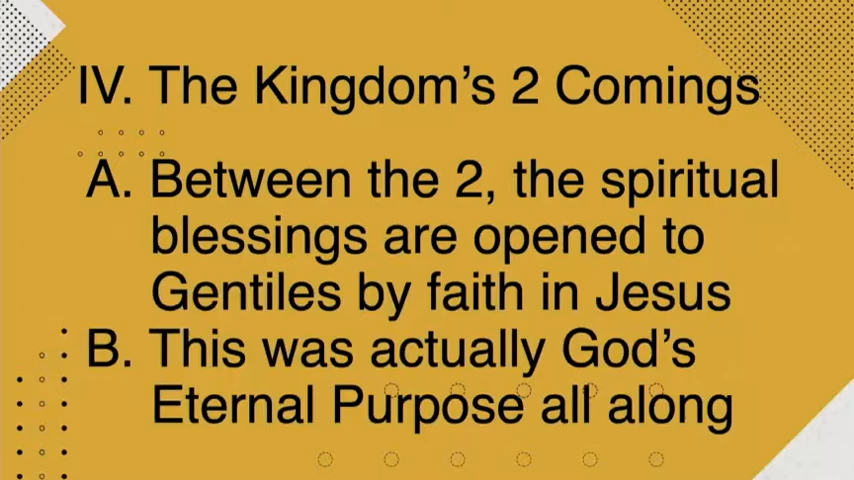 IV. The Kingdom’s 2 Comings
A. Between the 2, the spiritual
blessings are opened to
Gentiles by faith in Jesus
B. This was actually God’s
Eternal Purpose all along